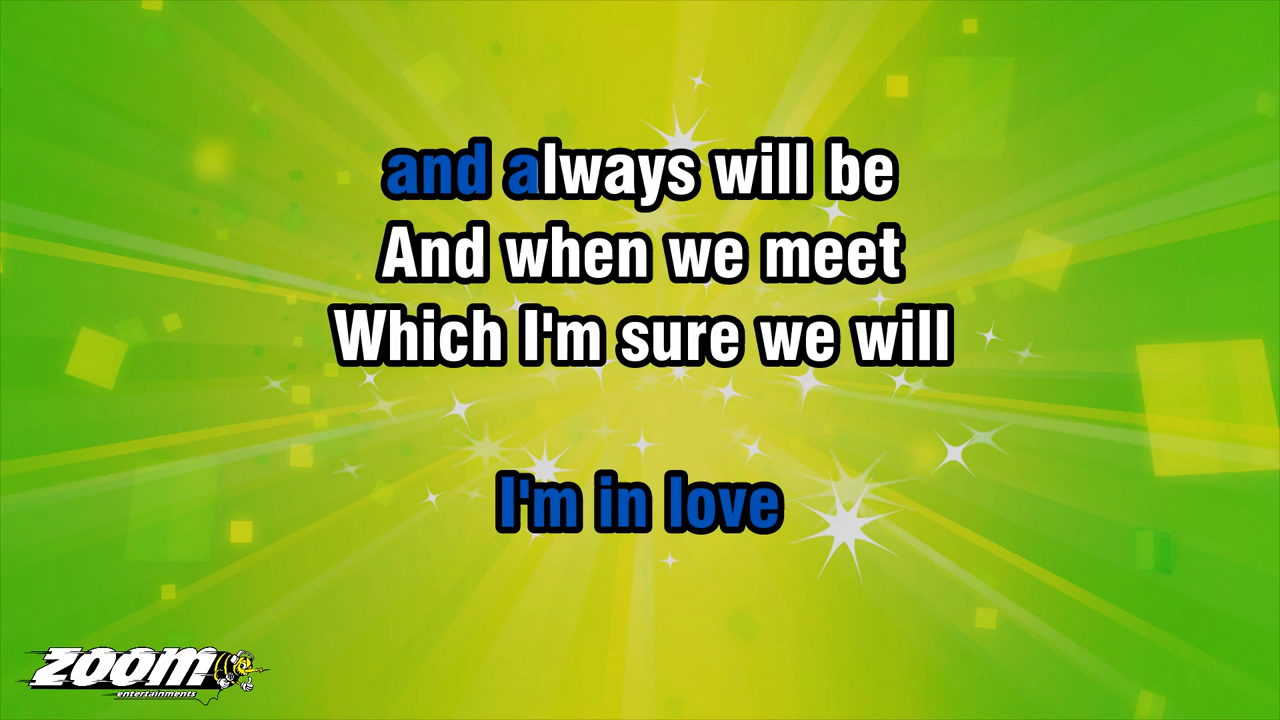 and always will be
And when we meet
Which I'm sure we will
I'm in love
zoom
entertainments